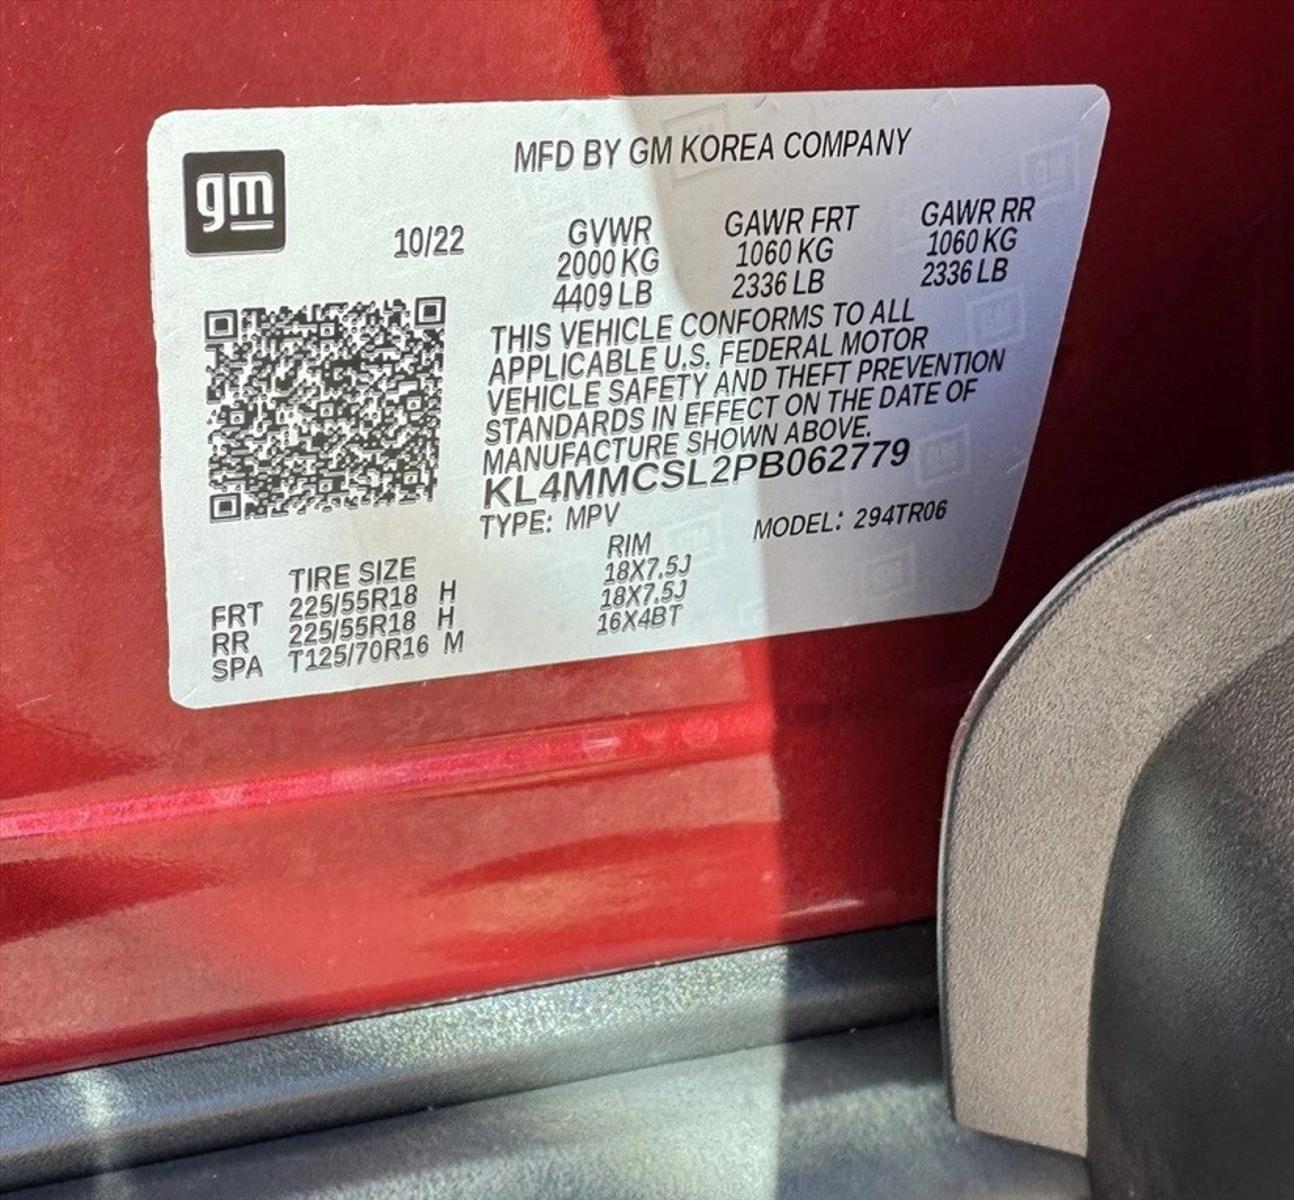 gm
MFD BY GM KOREA COMPANY
10/22
GVWR
2000 KG
4409 LB
GAWR FRT
1060 KG
2336 LB
GAWR RR
1060 KG
2336 LB
THIS VEHICLE CONFORMS TO ALL
APPLICABLE U.S. FEDERAL MOTOR
VEHICLE SAFETY AND THEFT PREVENTION
STANDARDS IN EFFECT ON THE DATE OF
MANUFACTURE SHOWN ABOVE.
KL4MMCSL2PB062779
TYPE: MPV MODEL: 294TR06
TIRE SIZE RIM
FRT 225/55R18 H 18X7.5J
RR 225/55R18 H 18X7.5J
SPA T125/70R16 M 16X4BT